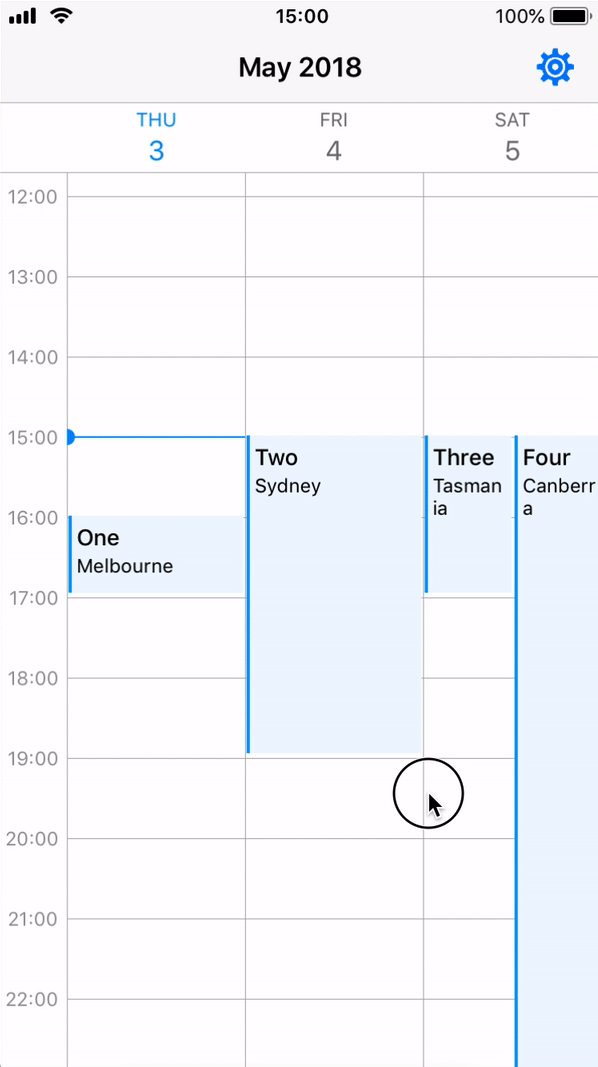 15:00 100%
May 2018
THU FRI SAT
3 4 5
12:00
13:00
14:00
15:00
Two Three Four
Sydney Tasman Canberr
ia a
16:00
One
Melbourne
17:00
18:00
19:00
20:00
21:00
22:00